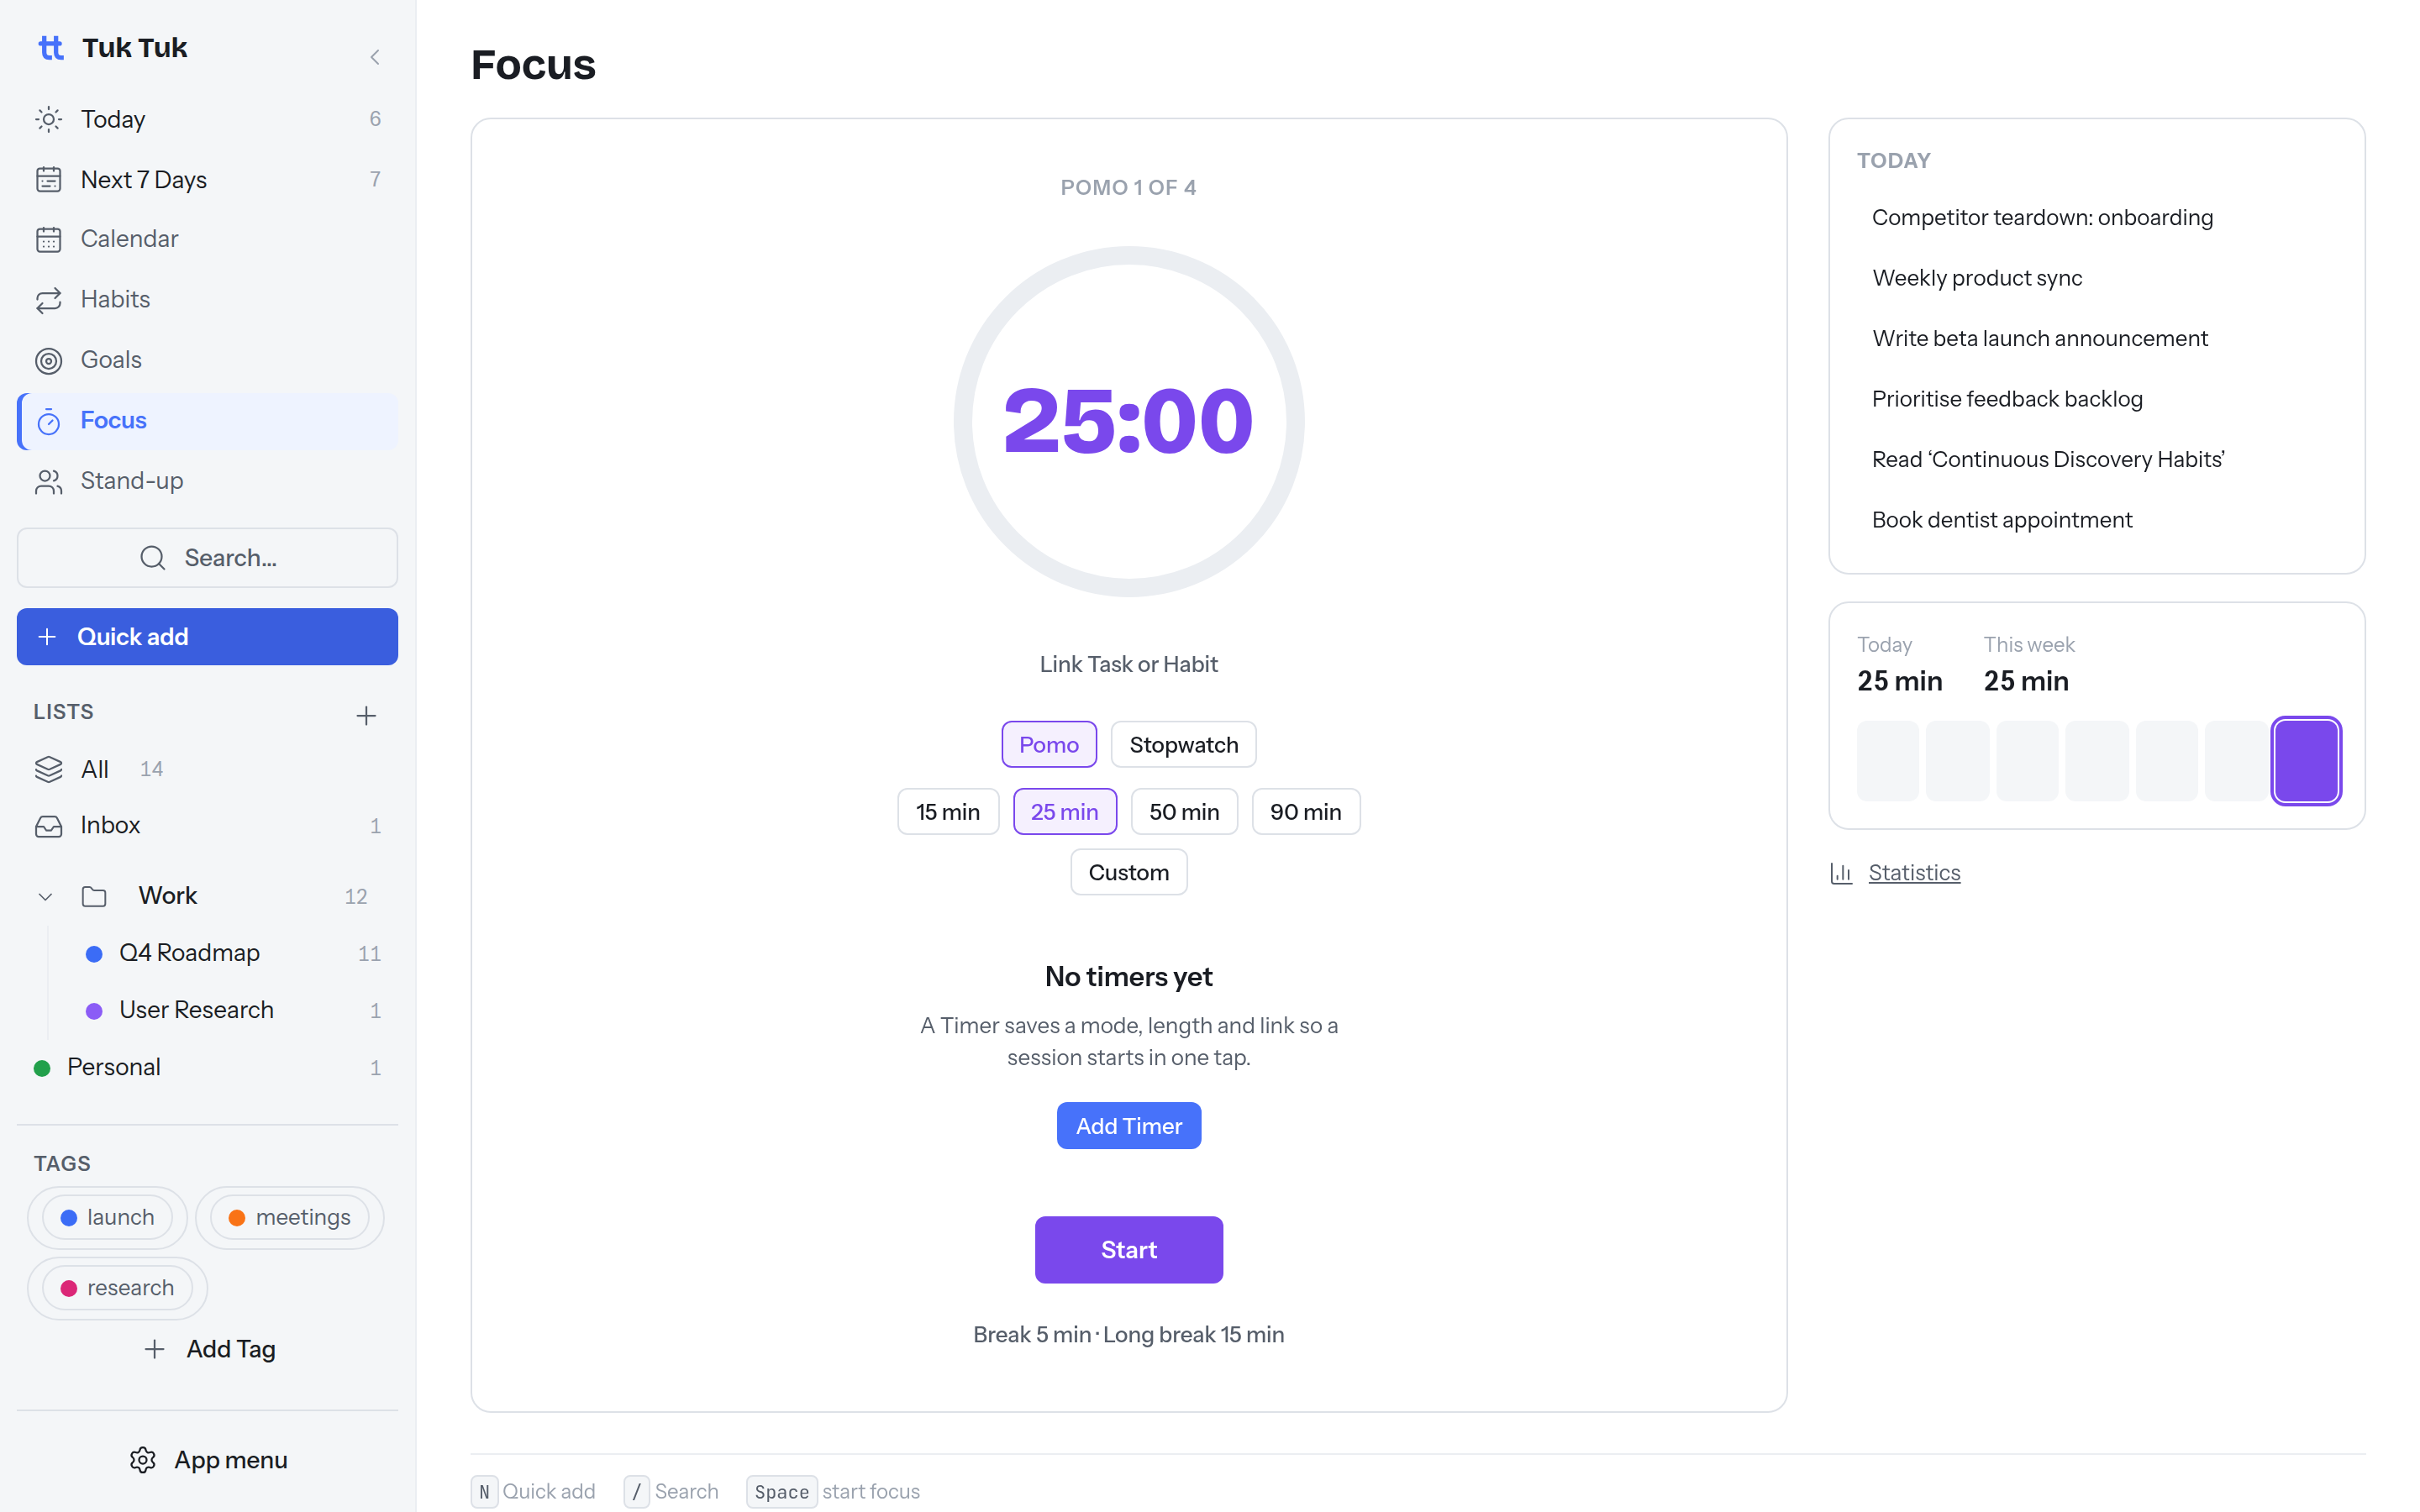 tt Tuk Tuk
Today 6
Next 7 Days 7
Calendar
Habits
Goals
Focus
Stand-up
Search...
Quick add
LISTS
All 14
Inbox 1
Work 12
Q4 Roadmap 11
User Research 1
Personal 1
TAGS
launch
meetings
research
Add Tag
App menu
Focus
POMO 1 OF 4
25:00
Link Task or Habit
Pomo Stopwatch
15 min 25 min 50 min 90 min
Custom
No timers yet
A Timer saves a mode, length and link so a
session starts in one tap.
Add Timer
Start
Break 5 min · Long break 15 min
TODAY
Competitor teardown: onboarding
Weekly product sync
Write beta launch announcement
Prioritise feedback backlog
Read ‘Continuous Discovery Habits’
Book dentist appointment
Today This week
25 min 25 min
Statistics
N Quick add / Search Space start focus